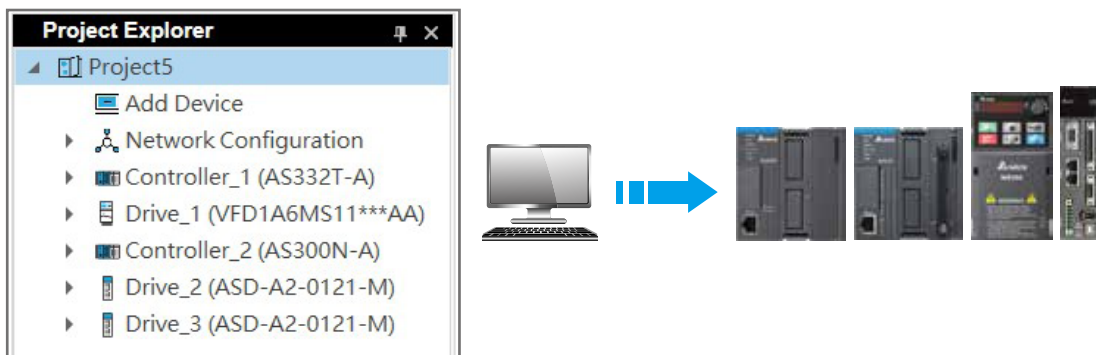 Project Explorer
Project5
Add Device
Network Configuration
Controller_1 (AS332T-A)
Drive_1 (VFD1A6MS11***AA)
Controller_2 (AS300N-A)
Drive_2 (ASD-A2-0121-M)
Drive_3 (ASD-A2-0121-M)